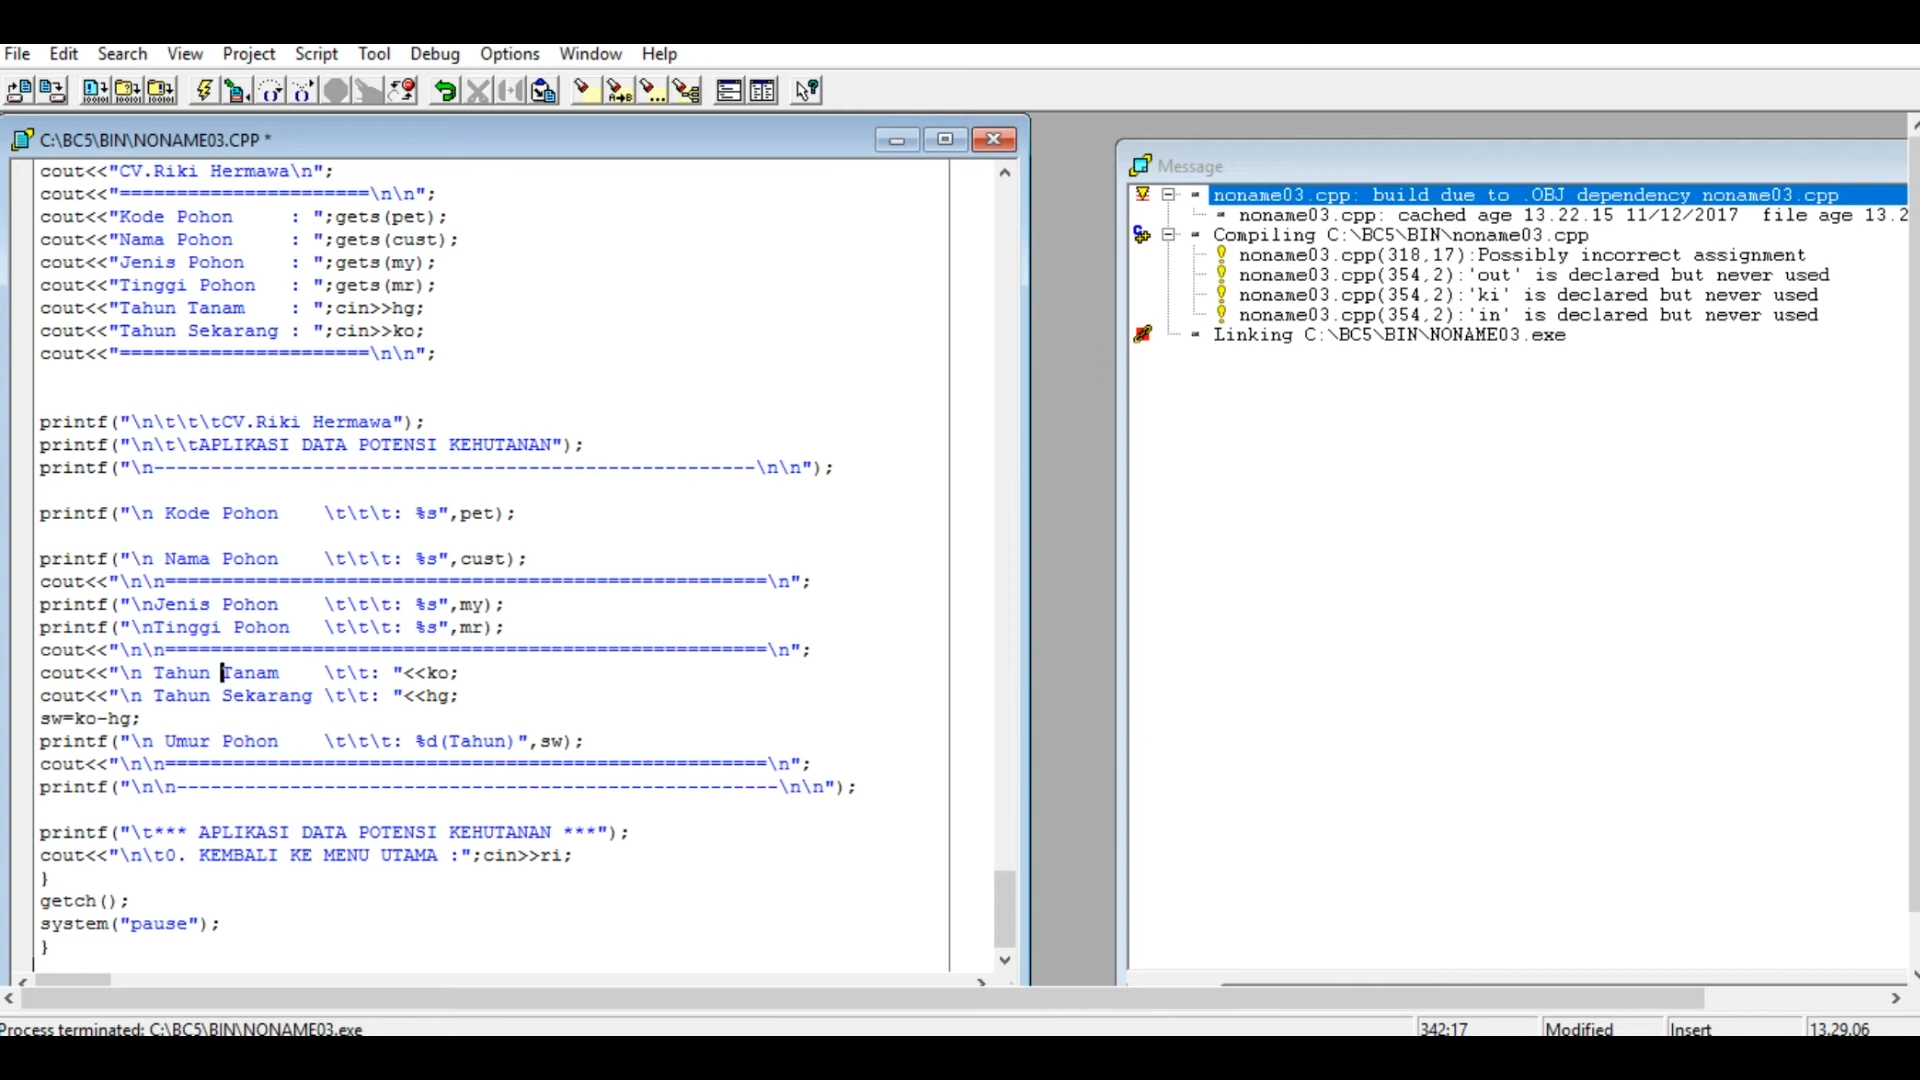 File Edit Search View Project Script Tool Debug Options Window Help
C:\BC5\BIN\NONAME03.CPP *
cout<<"CV.Riki Hermawa\n";
cout<<"======================\n\n";
cout<<"Kode Pohon     : ";gets(pet);
cout<<"Nama Pohon     : ";gets(cust);
cout<<"Jenis Pohon    : ";gets(my);
cout<<"Tinggi Pohon   : ";gets(mr);
cout<<"Tahun Tanam    : ";cin>>hg;
cout<<"Tahun Sekarang : ";cin>>ko;
cout<<"======================\n\n";
printf("\n\t\t\tCV.Riki Hermawa");
printf("\n\t\tAPLIKASI DATA POTENSI KEHUTANAN");
printf("\n-----------------------------------------------------\n\n");
printf("\n Kode Pohon    \t\t\t: %s",pet);
printf("\n Nama Pohon    \t\t\t: %s",cust);
cout<<"\n\n=====================================================\n";
printf("\nJenis Pohon    \t\t\t: %s",my);
printf("\nTinggi Pohon   \t\t\t: %s",mr);
cout<<"\n\n=====================================================\n";
cout<<"\n Tahun Tanam    \t\t: "<<ko;
cout<<"\n Tahun Sekarang \t\t: "<<hg;
sw=ko-hg;
printf("\n Umur Pohon    \t\t\t: %d(Tahun)",sw);
cout<<"\n\n=====================================================\n";
printf("\n\n-----------------------------------------------------\n\n");
printf("\t*** APLIKASI DATA POTENSI KEHUTANAN ***");
cout<<"\n\t0. KEMBALI KE MENU UTAMA :";cin>>ri;
}
getch();
system("pause");
}
Message
noname03.cpp: build due to .OBJ dependency noname03.cpp
noname03.cpp: cached age 13.22.15 11/12/2017  file age 13.2
Compiling C:\BC5\BIN\noname03.cpp
noname03.cpp(318,17):Possibly incorrect assignment
noname03.cpp(354,2):'out' is declared but never used
noname03.cpp(354,2):'ki' is declared but never used
noname03.cpp(354,2):'in' is declared but never used
Linking C:\BC5\BIN\NONAME03.exe
Process terminated: C:\BC5\BIN\NONAME03.exe
342:17 Modified Insert 13.29.06